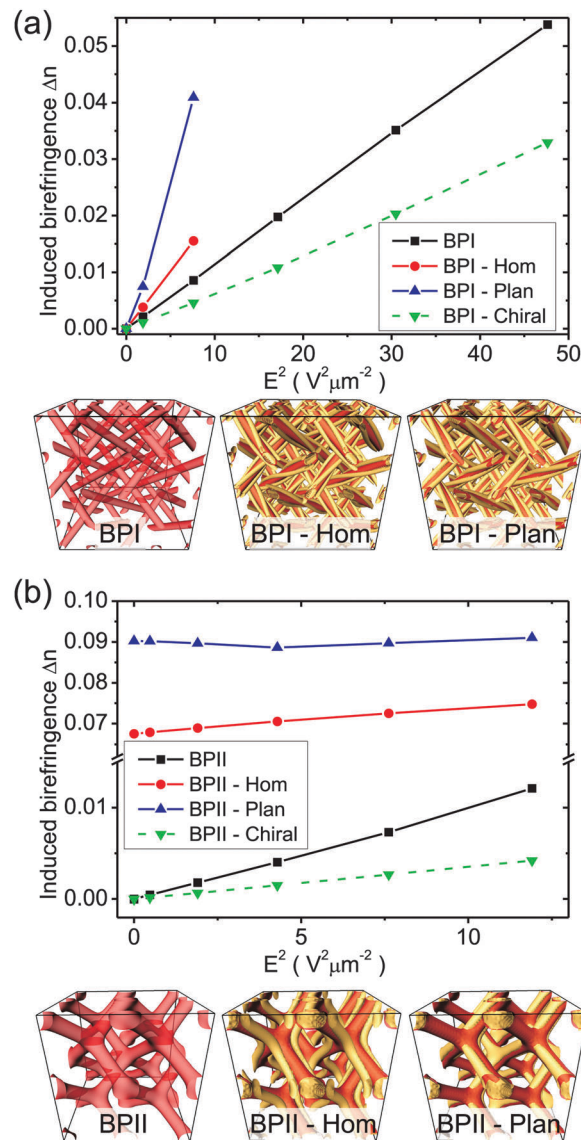 (a)
Induced birefringence Δn
0.05
0.04
0.03
0.02
0.01
0.00
BPI
BPI - Hom
BPI - Plan
BPI - Chiral
0 10 20 30 40 50
E² ( V²μm⁻² )
BPI BPI - Hom BPI - Plan
(b)
Induced birefringence Δn
0.10
0.09
0.08
0.07
0.01
0.00
BPII
BPII - Hom
BPII - Plan
BPII - Chiral
0 5 10
E² ( V²μm⁻² )
BPII BPII - Hom BPII - Plan